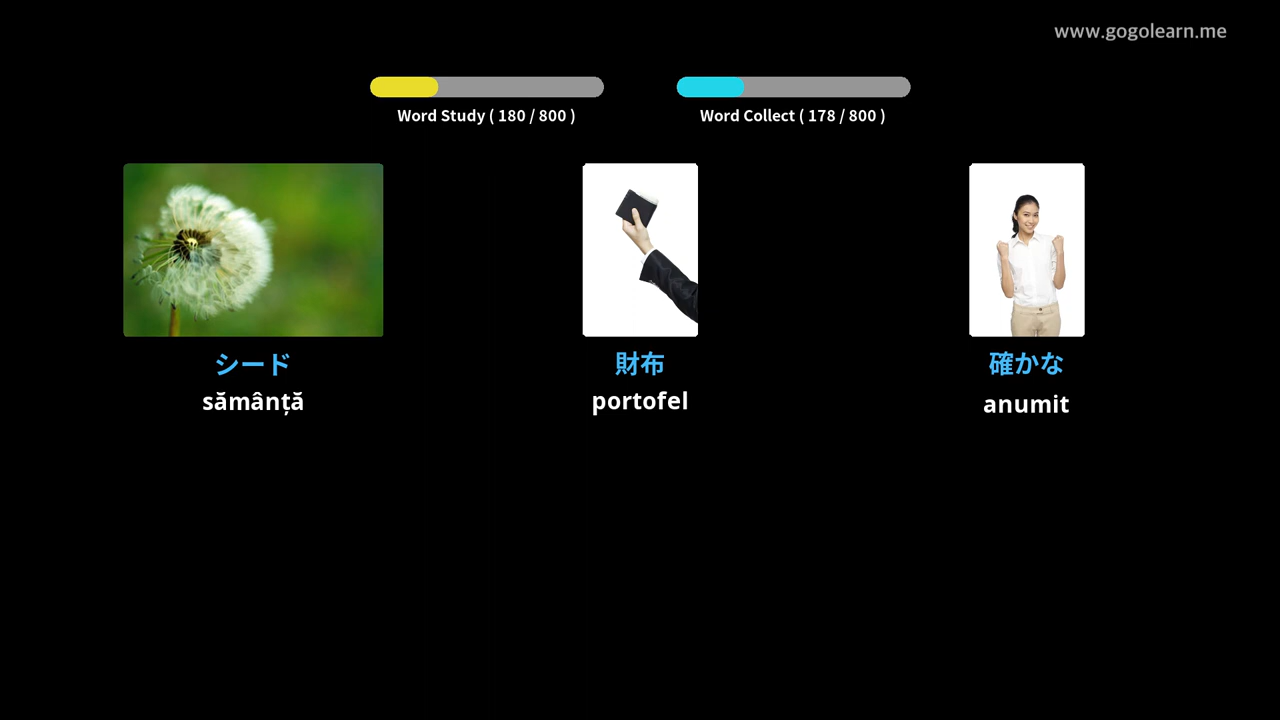 www.gogolearn.me
Word Study ( 180 / 800 )
Word Collect ( 178 / 800 )
シード
財布
確かな
sămânță
portofel
anumit